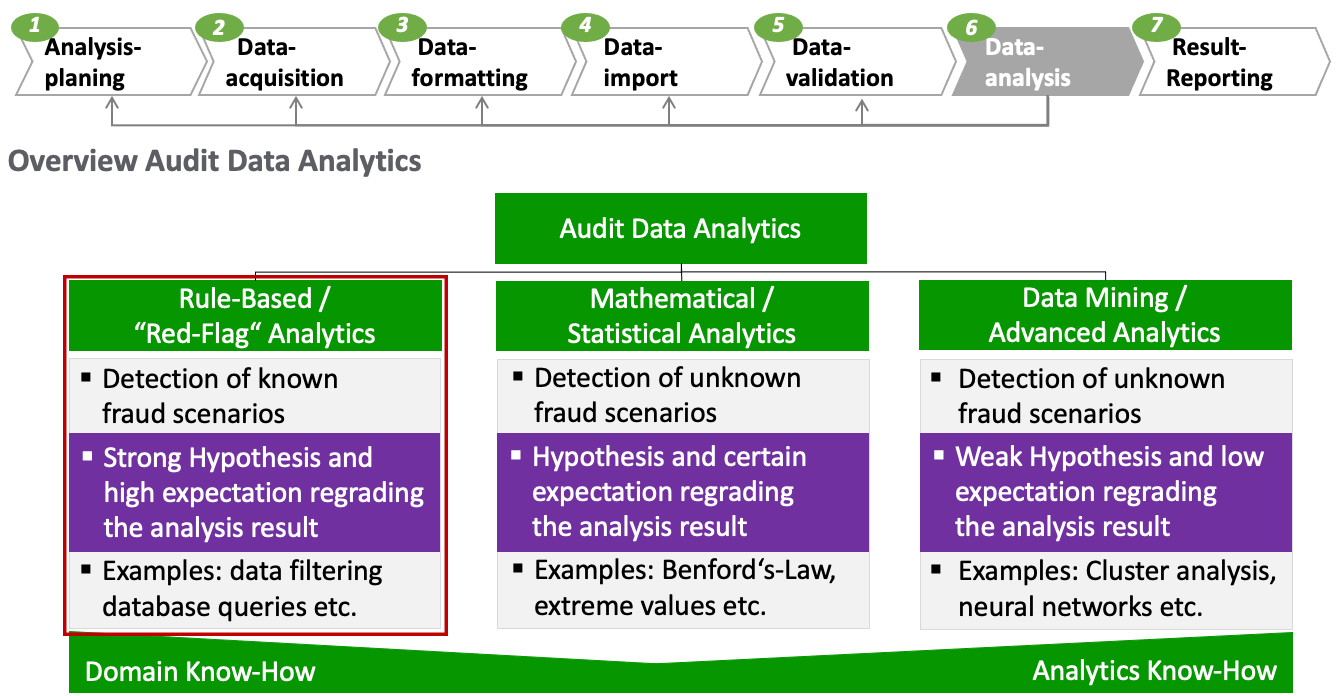 1
Analysis-
planing
2
Data-
acquisition
3
Data-
formatting
4
Data-
import
5
Data-
validation
6
Data-
analysis
7
Result-
Reporting
Overview Audit Data Analytics
Audit Data Analytics
Rule-Based /
“Red-Flag“ Analytics
▪ Detection of known
fraud scenarios
▪ Strong Hypothesis and
high expectation regrading
the analysis result
▪ Examples: data filtering
database queries etc.
Mathematical /
Statistical Analytics
▪ Detection of unknown
fraud scenarios
▪ Hypothesis and certain
expectation regrading
the analysis result
▪ Examples: Benford‘s-Law,
extreme values etc.
Data Mining /
Advanced Analytics
▪ Detection of unknown
fraud scenarios
▪ Weak Hypothesis and low
expectation regrading
the analysis result
▪ Examples: Cluster analysis,
neural networks etc.
Domain Know-How
Analytics Know-How